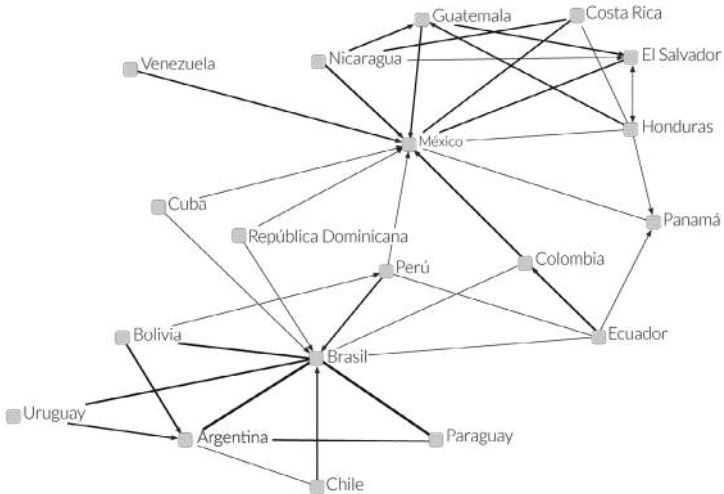 Guatemala
Costa Rica
Venezuela
Nicaragua
El Salvador
Honduras
México
Cuba
República Dominicana
Panamá
Perú
Colombia
Bolivia
Brasil
Ecuador
Uruguay
Argentina
Paraguay
Chile